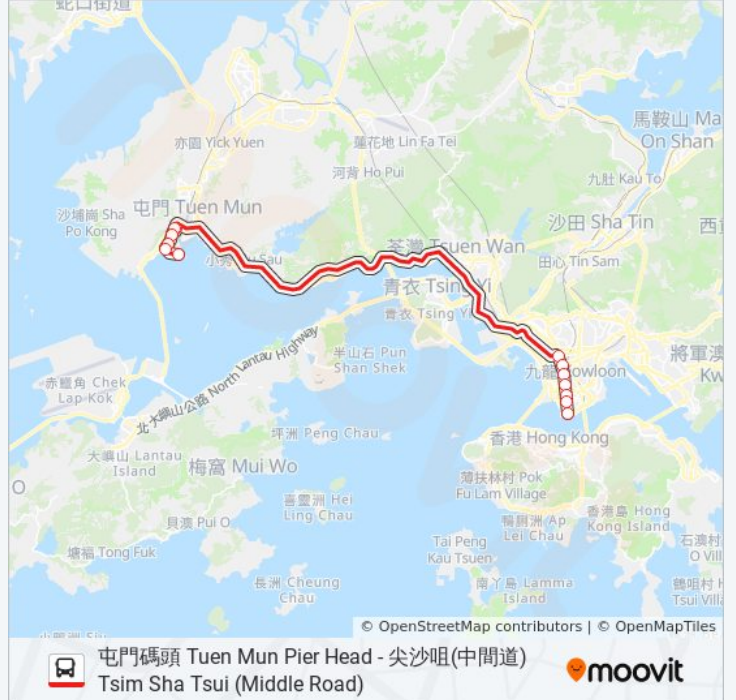 蛇口街道
亦園 Yick Yuen
蓮花地 Lin Fa Tei
馬鞍山 Ma
On Shan
河背 Ho Pui
九肚 Kau To
屯門 Tuen Mun
沙埔崗 Sha
Po Kong
沙田 Sha Tin
西貢
荃灣 Tsuen Wan
Sau
田心 Tin Sam
青衣 Tsing Yi
青衣 Tsing Yi
半山石 Pun
Shan Shek
北大嶼山公路 North Lantau Highway
將軍澳
Kw
九龍 Kowloon
赤鱲角 Chek
Lap Kok
坪洲 Peng Chau
香港 Hong Kong
大嶼山 Lantau
Island
梅窩 Mui Wo
薄扶林村 Pok
Fu Lam Village
O
喜靈洲 Hei
Ling Chau
香港島 Hong
Kong Island
貝澳 Pui O
鴨脷洲 Ap
Lei Chau
塘福 Tong Fuk
Tai Peng
Kau Tsuen
石澳村
O Vill
長洲 Cheung
Chau
南丫島 Lamma
Island
鶴咀村 H
Tsui Villa
© OpenStreetMap contributors | © OpenMapTiles
屯門碼頭 Tuen Mun Pier Head - 尖沙咀(中間道)
Tsim Sha Tsui (Middle Road)
moovit